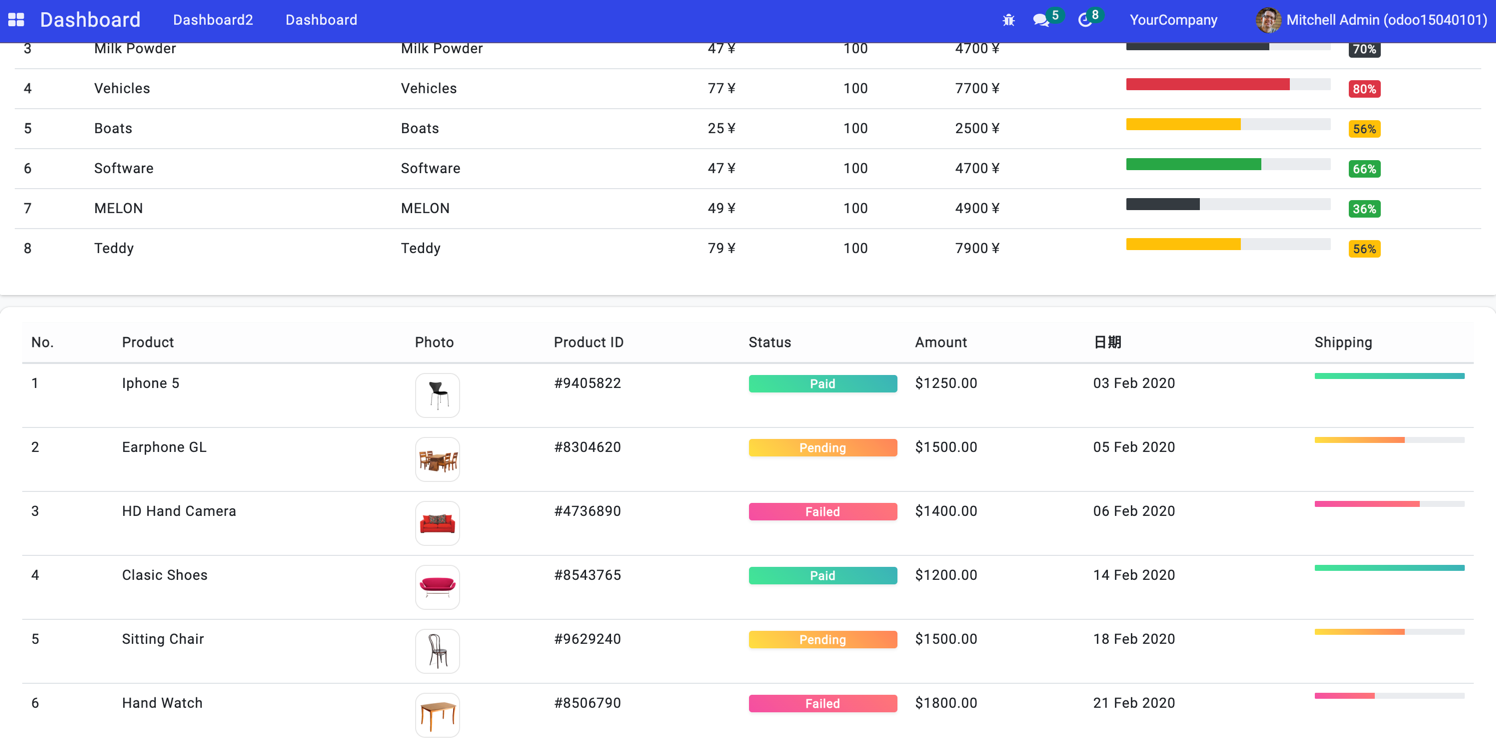 Dashboard Dashboard2 Dashboard 5 8 YourCompany Mitchell Admin (odoo15040101)
3 Milk Powder Milk Powder 47 ¥ 100 4700 ¥ 70%
4 Vehicles Vehicles 77 ¥ 100 7700 ¥ 80%
5 Boats Boats 25 ¥ 100 2500 ¥ 56%
6 Software Software 47 ¥ 100 4700 ¥ 66%
7 MELON MELON 49 ¥ 100 4900 ¥ 36%
8 Teddy Teddy 79 ¥ 100 7900 ¥ 56%
No. Product Photo Product ID Status Amount 日期 Shipping
1 Iphone 5 #9405822 Paid $1250.00 03 Feb 2020
2 Earphone GL #8304620 Pending $1500.00 05 Feb 2020
3 HD Hand Camera #4736890 Failed $1400.00 06 Feb 2020
4 Clasic Shoes #8543765 Paid $1200.00 14 Feb 2020
5 Sitting Chair #9629240 Pending $1500.00 18 Feb 2020
6 Hand Watch #8506790 Failed $1800.00 21 Feb 2020